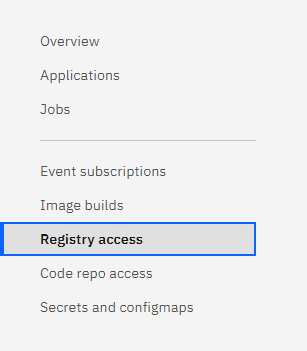 Overview
Applications
Jobs
Event subscriptions
Image builds
Registry access
Code repo access
Secrets and configmaps